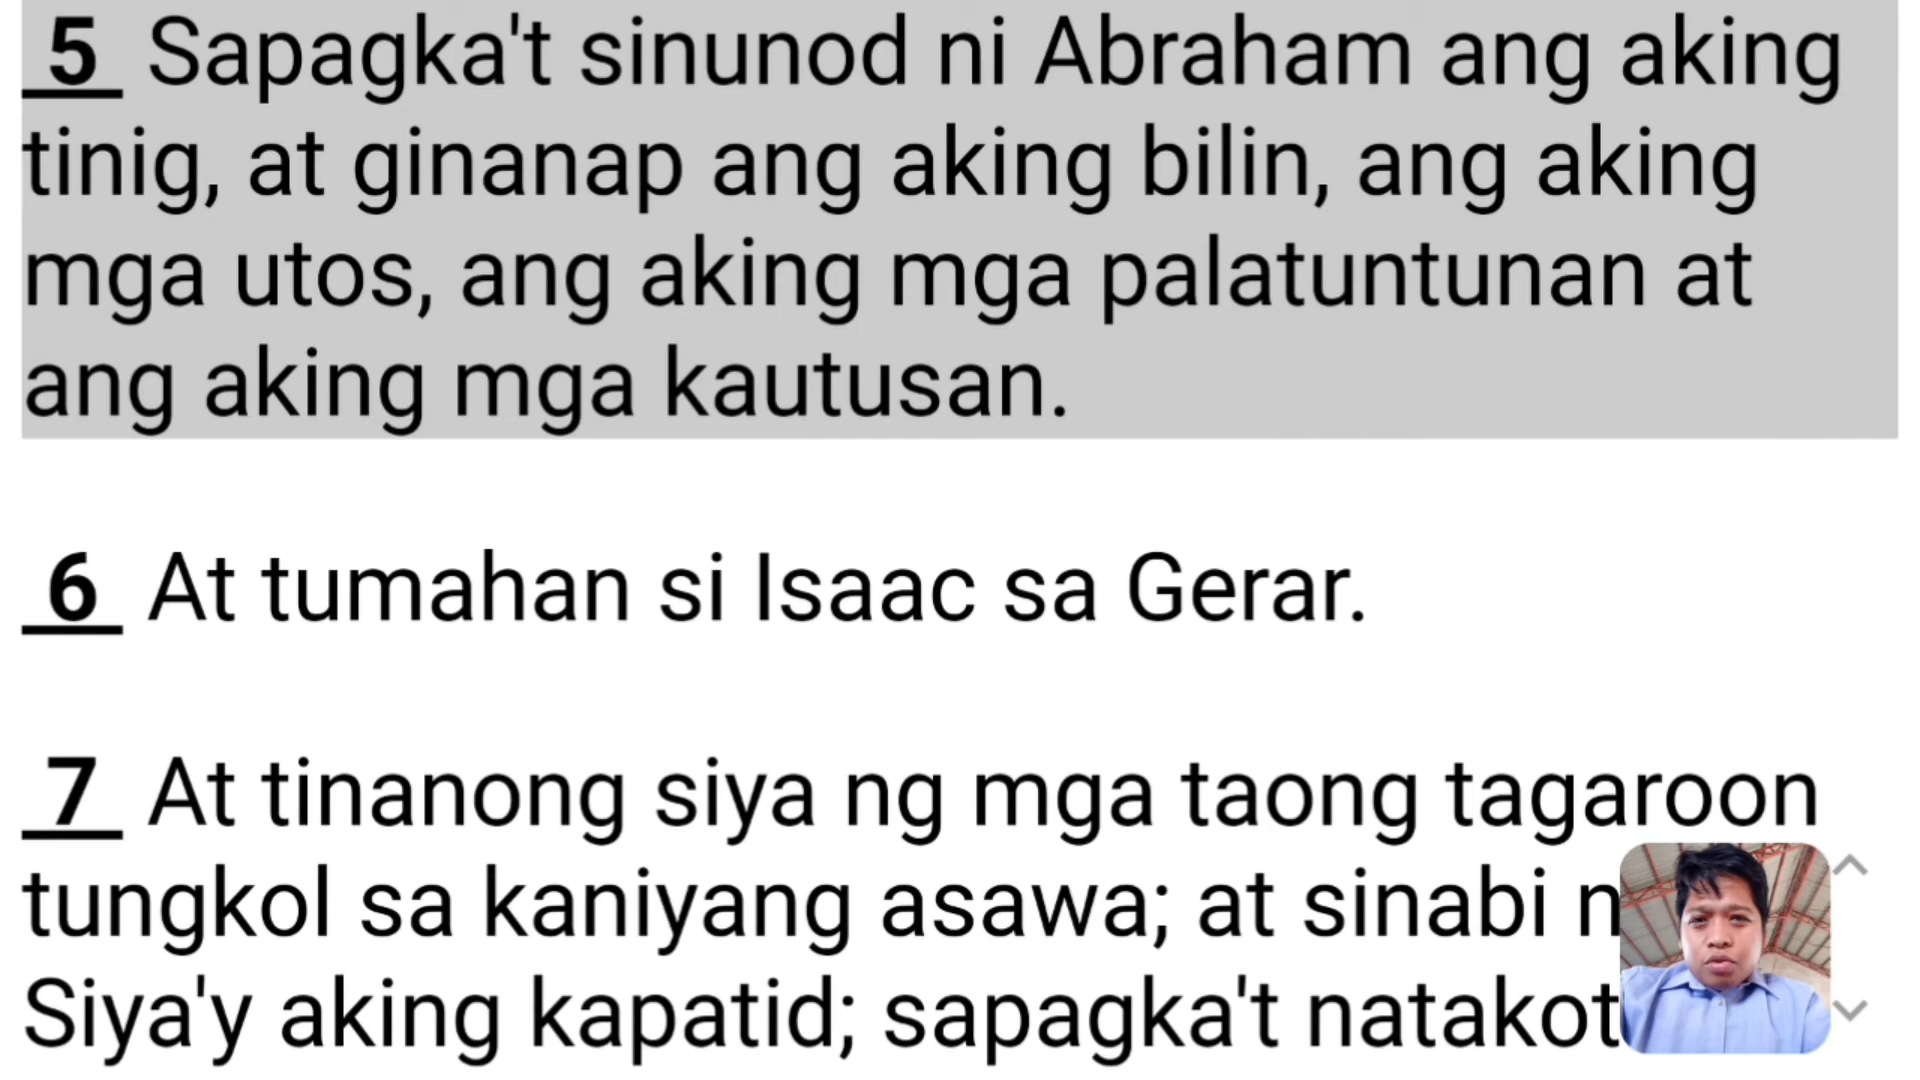 5 Sapagka't sinunod ni Abraham ang aking
tinig, at ginanap ang aking bilin, ang aking
mga utos, ang aking mga palatuntunan at
ang aking mga kautusan.
6 At tumahan si Isaac sa Gerar.
7 At tinanong siya ng mga taong tagaroon
tungkol sa kaniyang asawa; at sinabi
Siya'y aking kapatid; sapagka't natakot